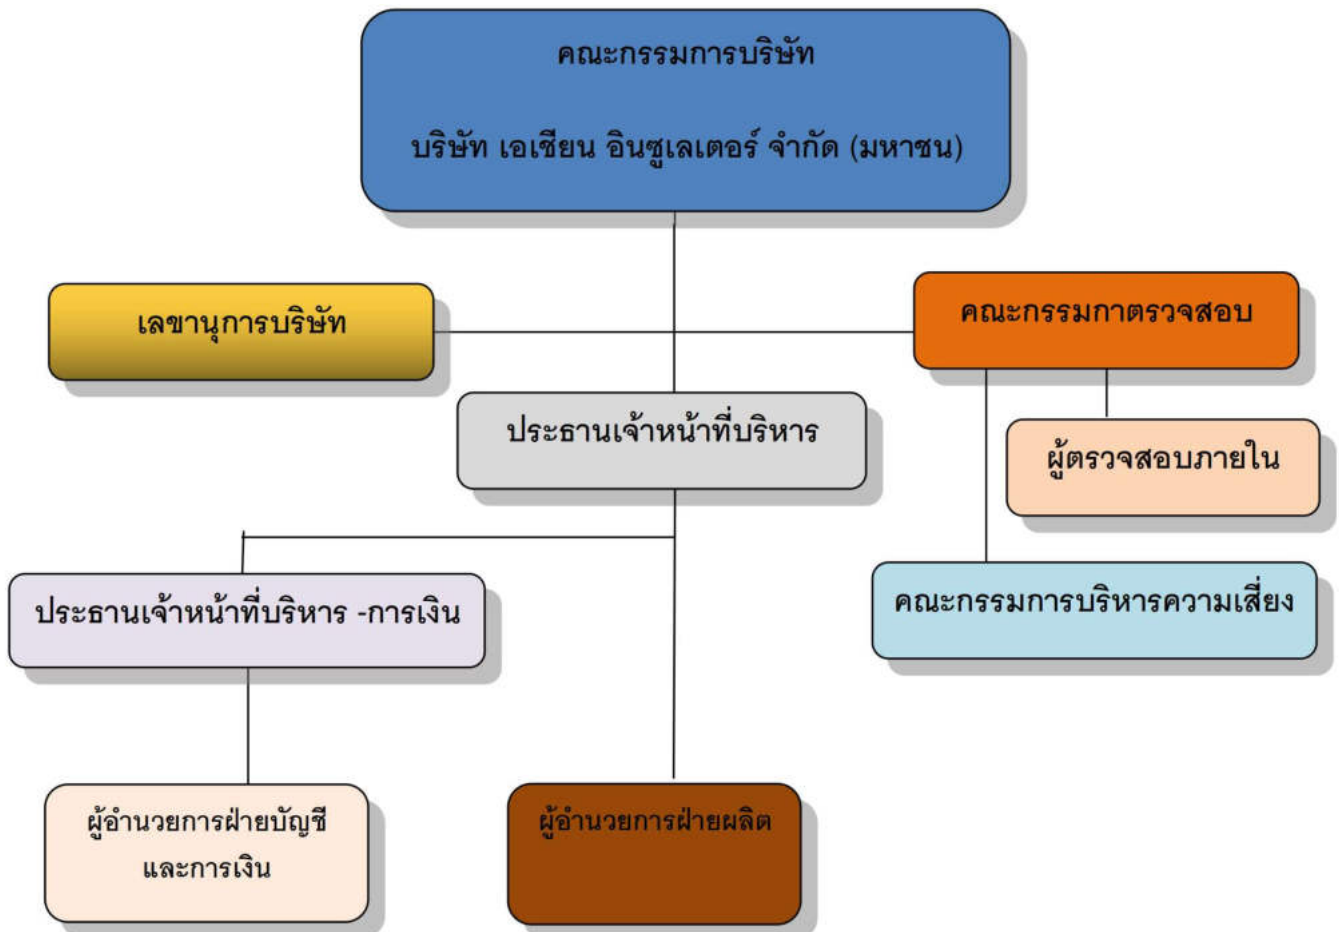 คณะกรรมการบริษัท
บริษัท เอเชียน อินซูเลเตอร์ จำกัด (มหาชน)
เลขานุการบริษัท
คณะกรรมกาตรวจสอบ
ประธานเจ้าหน้าที่บริหาร
ผู้ตรวจสอบภายใน
ประธานเจ้าหน้าที่บริหาร -การเงิน
คณะกรรมการบริหารความเสี่ยง
ผู้อำนวยการฝ่ายบัญชี
และการเงิน
ผู้อำนวยการฝ่ายผลิต